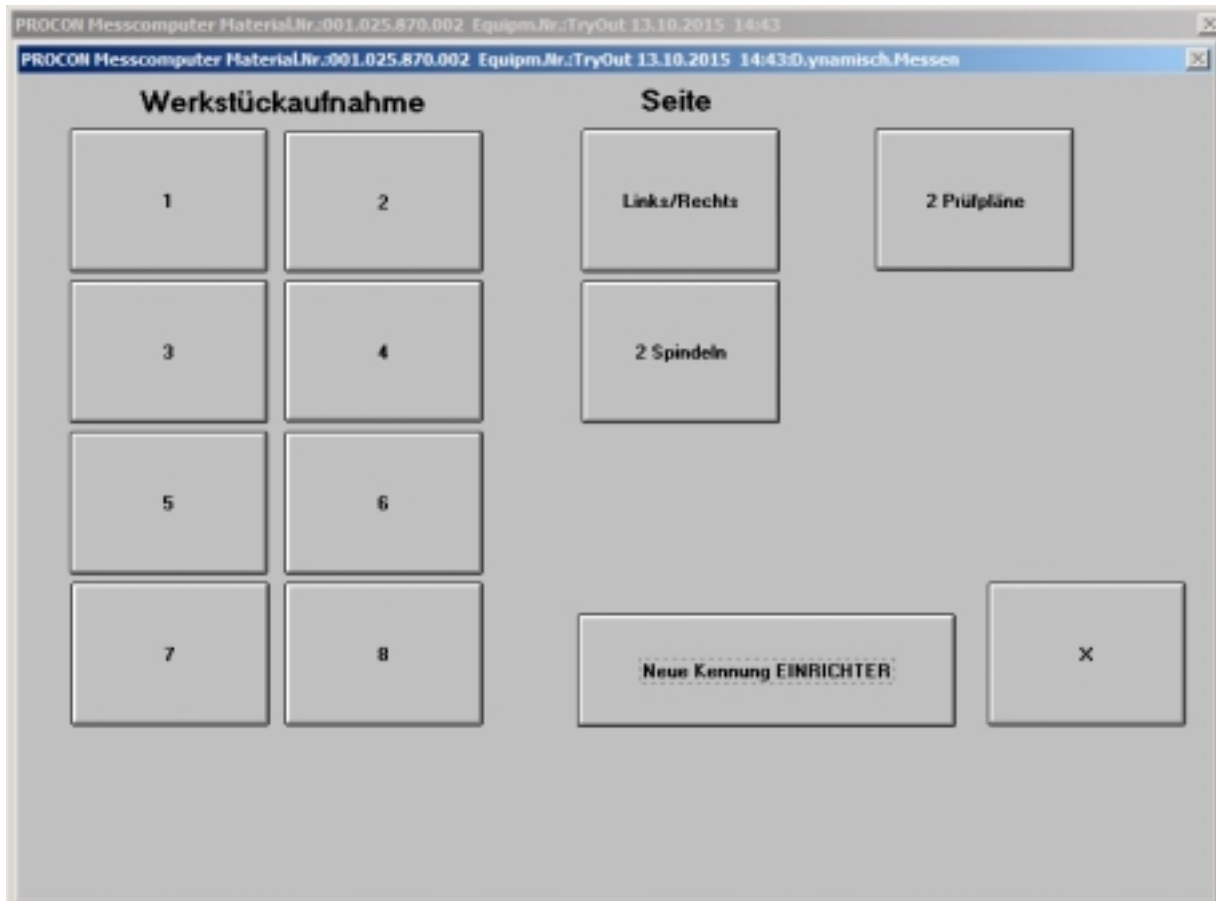 PROCON Messcomputer Material.Nr.:001.025.870.002 Equipm.Nr.:TryOut 13.10.2015 14:43
PROCON Messcomputer Material.Nr.:001.025.870.002 Equipm.Nr.:TryOut 13.10.2015 14:43:D.ynamisch.Messen
Werkstückaufnahme Seite
1 2 Links/Rechts 2 Prüfpläne
3 4 2 Spindeln
5 6
7 8 Neue Kennung EINRICHTER X